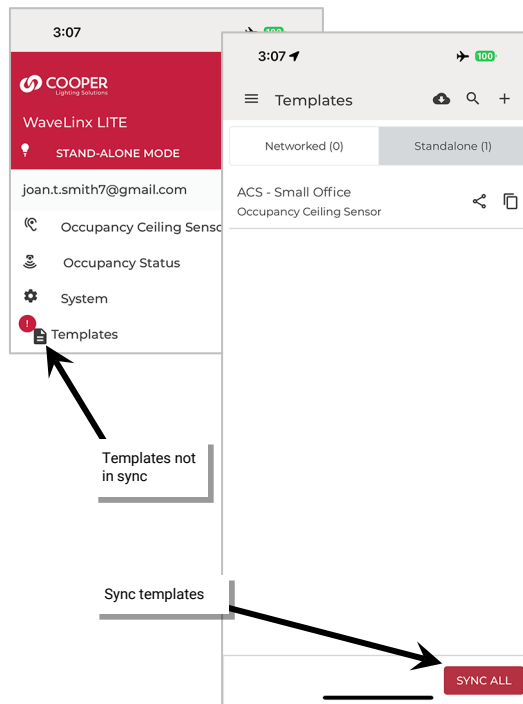 3:07
100
COOPER
Lighting Solutions
WaveLinx LITE
STAND-ALONE MODE
joan.t.smith7@gmail.com
Occupancy Ceiling Senso
Occupancy Status
System
!
Templates
Templates not
in sync
3:07
100
Templates
Networked (0)
Standalone (1)
ACS - Small Office
Occupancy Ceiling Sensor
Sync templates
SYNC ALL